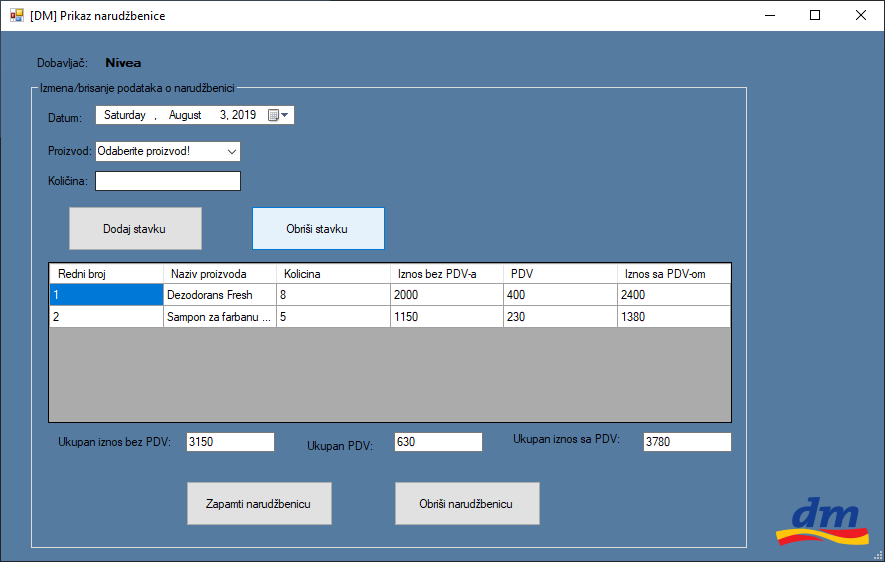 [DM] Prikaz narudžbenice
Dobavljač: Nivea
Izmena/brisanje podataka o narudžbenici
Datum: Saturday , August 3, 2019
Proizvod: Odaberite proizvod!
Količina:
Dodaj stavku Obriši stavku
Redni broj Naziv proizvoda Kolicina Iznos bez PDV-a PDV Iznos sa PDV-om
1 Dezodorans Fresh 8 2000 400 2400
2 Sampon za farbanu ... 5 1150 230 1380
Ukupan iznos bez PDV: 3150 Ukupan PDV: 630 Ukupan iznos sa PDV: 3780
Zapamti narudžbenicu Obriši narudžbenicu
dm